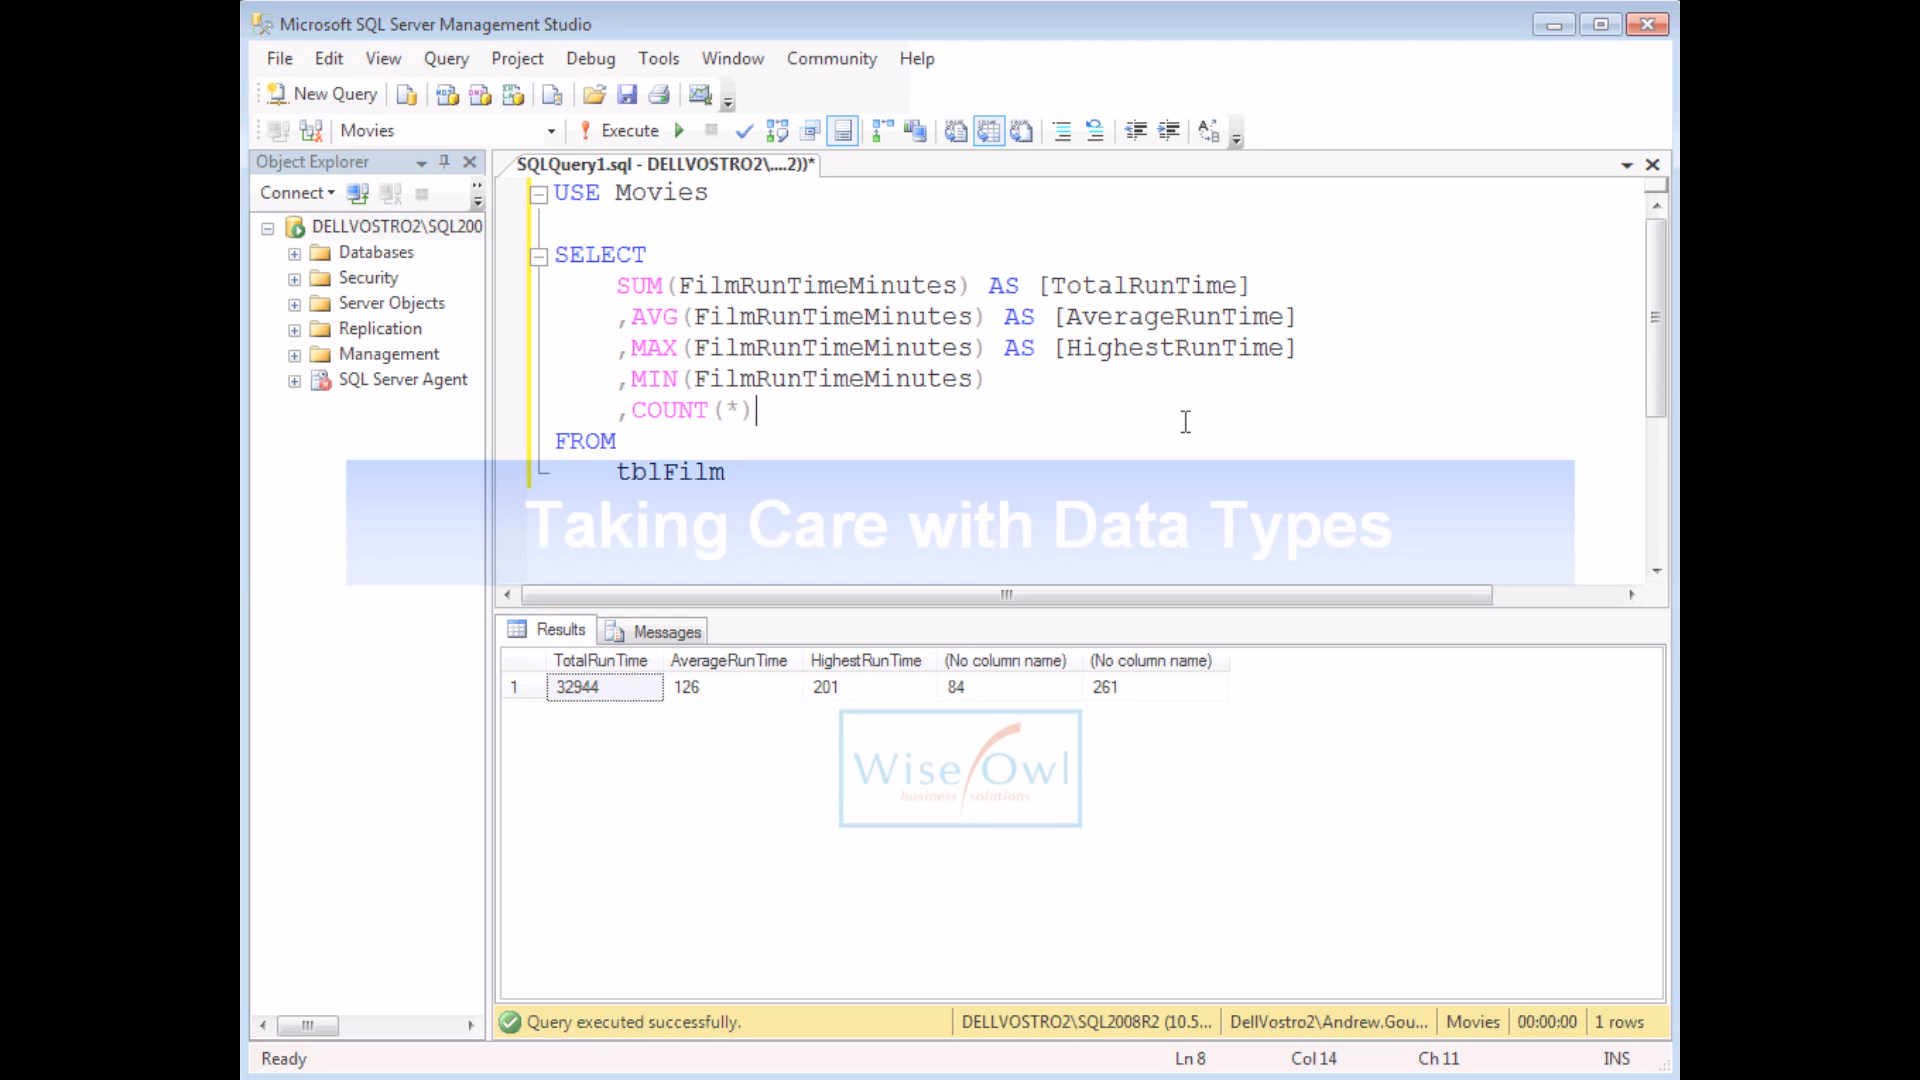 Microsoft SQL Server Management Studio
File Edit View Query Project Debug Tools Window Community Help
New Query
Movies Execute
Object Explorer
SQLQuery1.sql - DELLVOSTRO2\....2))*
Connect
DELLVOSTRO2\SQL200
Databases
Security
Server Objects
Replication
Management
SQL Server Agent
USE Movies
SELECT
SUM(FilmRunTimeMinutes) AS [TotalRunTime]
,AVG(FilmRunTimeMinutes) AS [AverageRunTime]
,MAX(FilmRunTimeMinutes) AS [HighestRunTime]
,MIN(FilmRunTimeMinutes)
,COUNT(*)
FROM
tblFilm
Taking Care with Data Types
Results Messages
TotalRunTime AverageRunTime HighestRunTime (No column name) (No column name)
1 32944 126 201 84 261
Wise Owl
business solutions
Query executed successfully. DELLVOSTRO2\SQL2008R2 (10.5... DellVostro2\Andrew.Gou... Movies 00:00:00 1 rows
Ready Ln 8 Col 14 Ch 11 INS